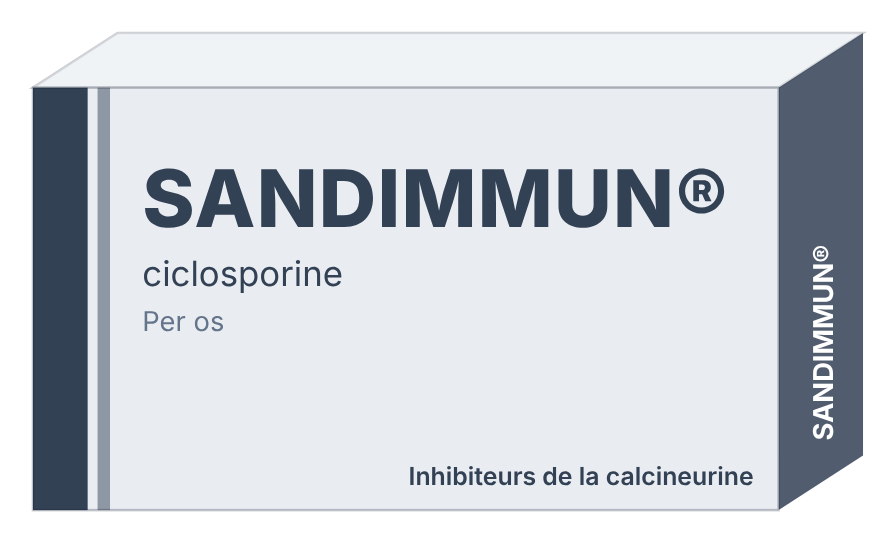 SANDIMMUN®
ciclosporine
Per os
Inhibiteurs de la calcineurine
SANDIMMUN®